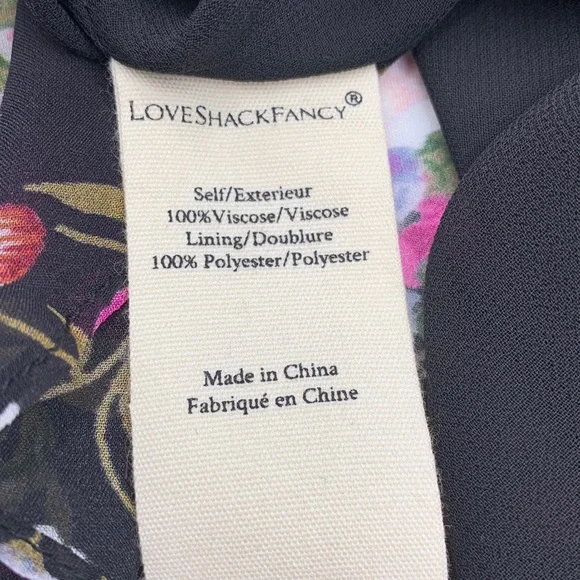 LOVESHACKFANCY®
Self/Exterieur
100%Viscose/Viscose
Lining/Doublure
100% Polyester/Polyester
Made in China
Fabriqué en Chine